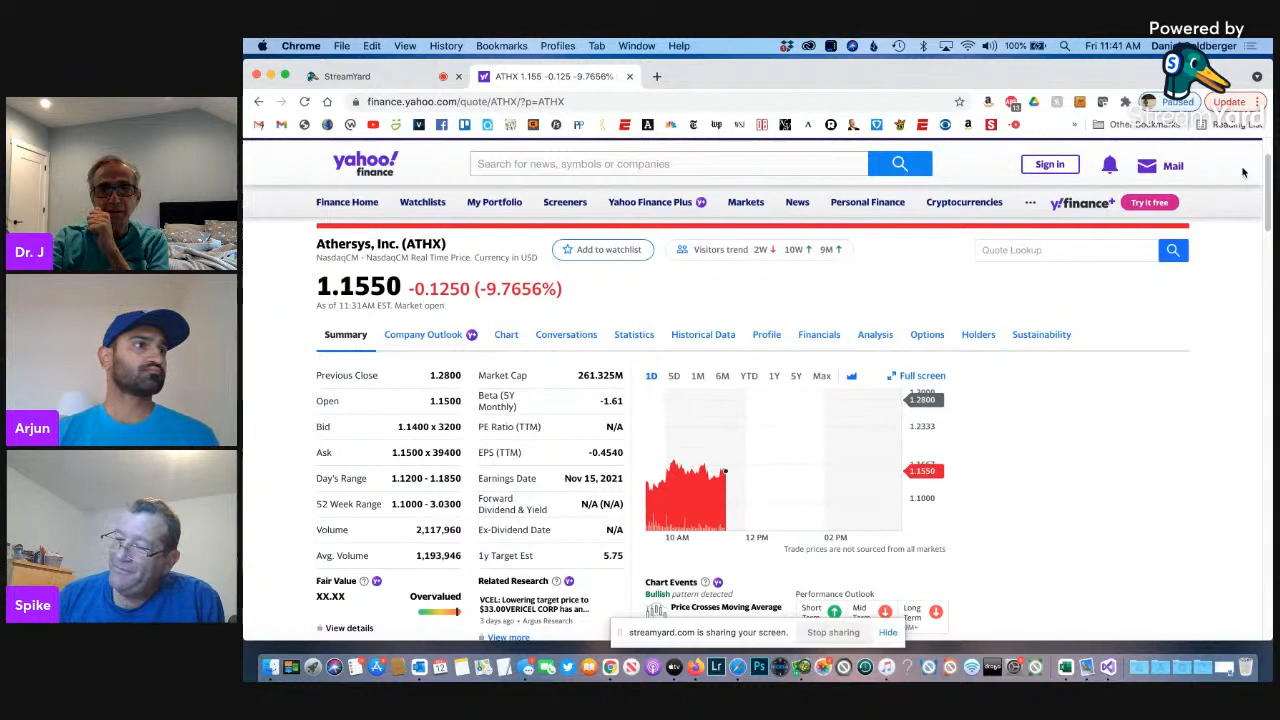 Powered by
StreamYard
Chrome File Edit View History Bookmarks Profiles Tab Window Help
100% Fri 11:41 AM
StreamYard
ATHX 1.155 -0.125 -9.7656%
finance.yahoo.com/quote/ATHX/?p=ATHX
Paused
Update
Other Bookmarks
Reading List
yahoo!
finance
Search for news, symbols or companies
Sign in
Mail
Finance Home Watchlists My Portfolio Screeners Yahoo Finance Plus Markets News Personal Finance Cryptocurrencies ... y!finance+ Try it free
Athersys, Inc. (ATHX)
NasdaqCM - NasdaqCM Real Time Price. Currency in USD
Add to watchlist
Visitors trend 2W 10W 9M
Quote Lookup
1.1550 -0.1250 (-9.7656%)
As of 11:31AM EST. Market open.
Summary Company Outlook Chart Conversations Statistics Historical Data Profile Financials Analysis Options Holders Sustainability
Previous Close 1.2800
Open 1.1500
Bid 1.1400 x 3200
Ask 1.1500 x 39400
Day's Range 1.1200 - 1.1850
52 Week Range 1.1000 - 3.0300
Volume 2,117,960
Avg. Volume 1,193,946
Market Cap 261.325M
Beta (5Y
Monthly) -1.61
PE Ratio (TTM) N/A
EPS (TTM) -0.4540
Earnings Date Nov 15, 2021
Forward
Dividend & Yield N/A (N/A)
Ex-Dividend Date N/A
1y Target Est 5.75
1D 5D 1M 6M YTD 1Y 5Y Max
Full screen
1.2800
1.2333
1.1550
1.1000
10 AM 12 PM 02 PM
Trade prices are not sourced from all markets
Fair Value
XX.XX Overvalued
View details
Related Research
VCEL: Lowering target price to
$33.00VERICEL CORP has an...
3 days ago • Argus Research
View more
Chart Events
Bullish pattern detected
Price Crosses Moving Average
Performance Outlook
Short
Mid
Long
streamyard.com is sharing your screen. Stop sharing Hide
Dr. J
Arjun
Spike